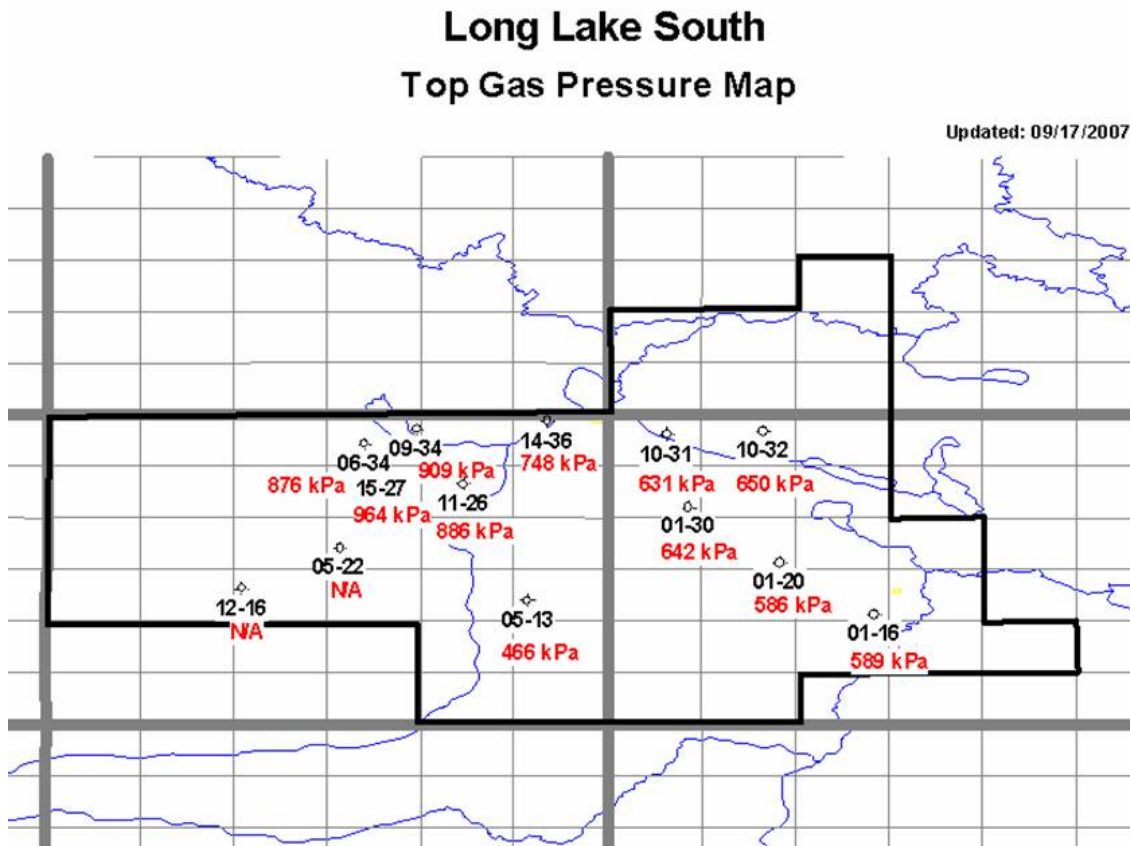 Long Lake South
Top Gas Pressure Map
Updated: 09/17/2007
14-36
748 kPa
09-34
909 kPa
06-34
876 kPa
15-27
964 kPa
11-26
886 kPa
10-31
631 kPa
10-32
650 kPa
01-30
642 kPa
05-22
N/A
01-20
586 kPa
12-16
N/A
05-13
466 kPa
01-16
589 kPa